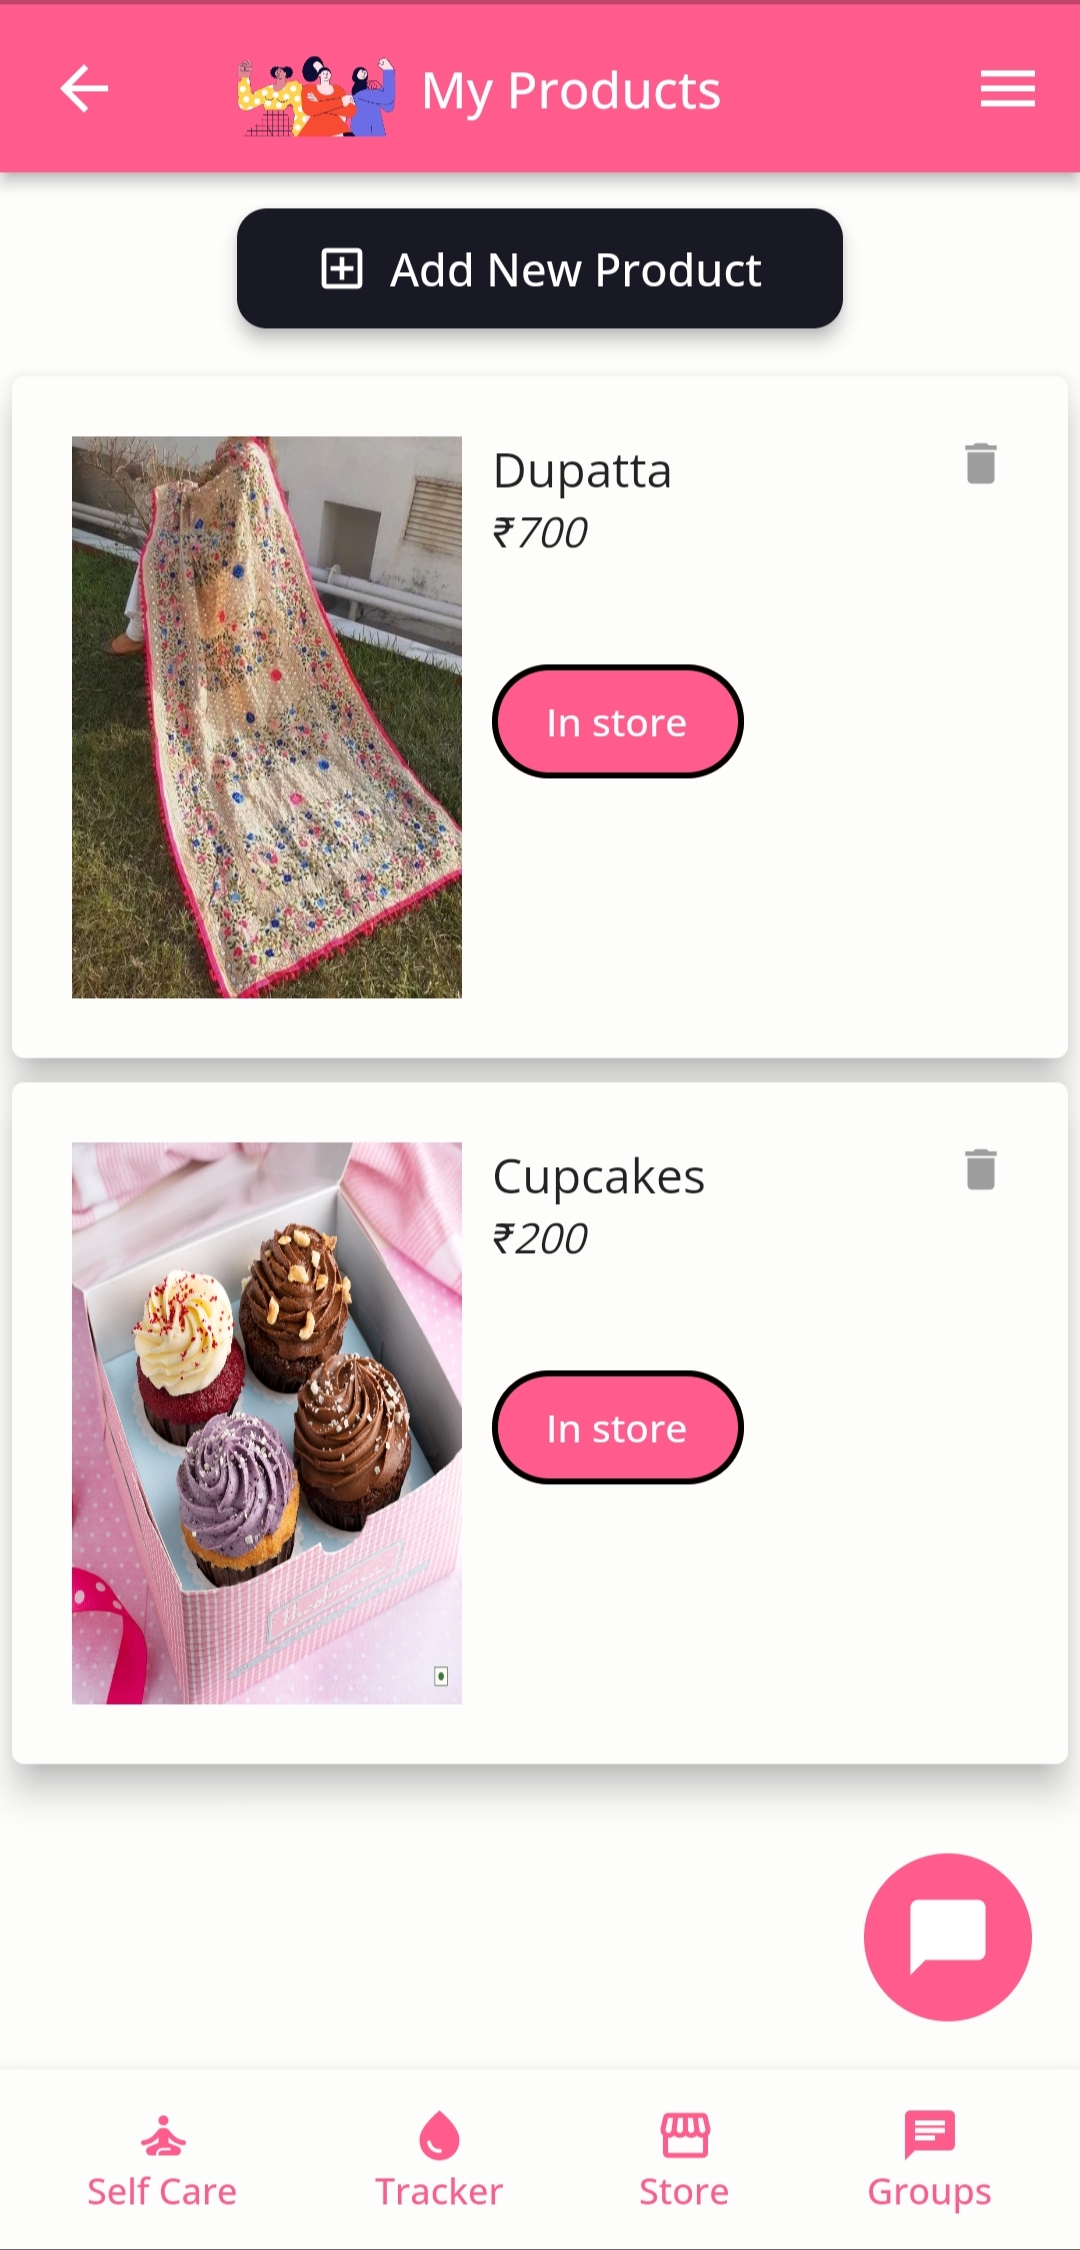 My Products
Add New Product
Dupatta
₹700
In store
Cupcakes
₹200
In store
Self Care
Tracker
Store
Groups